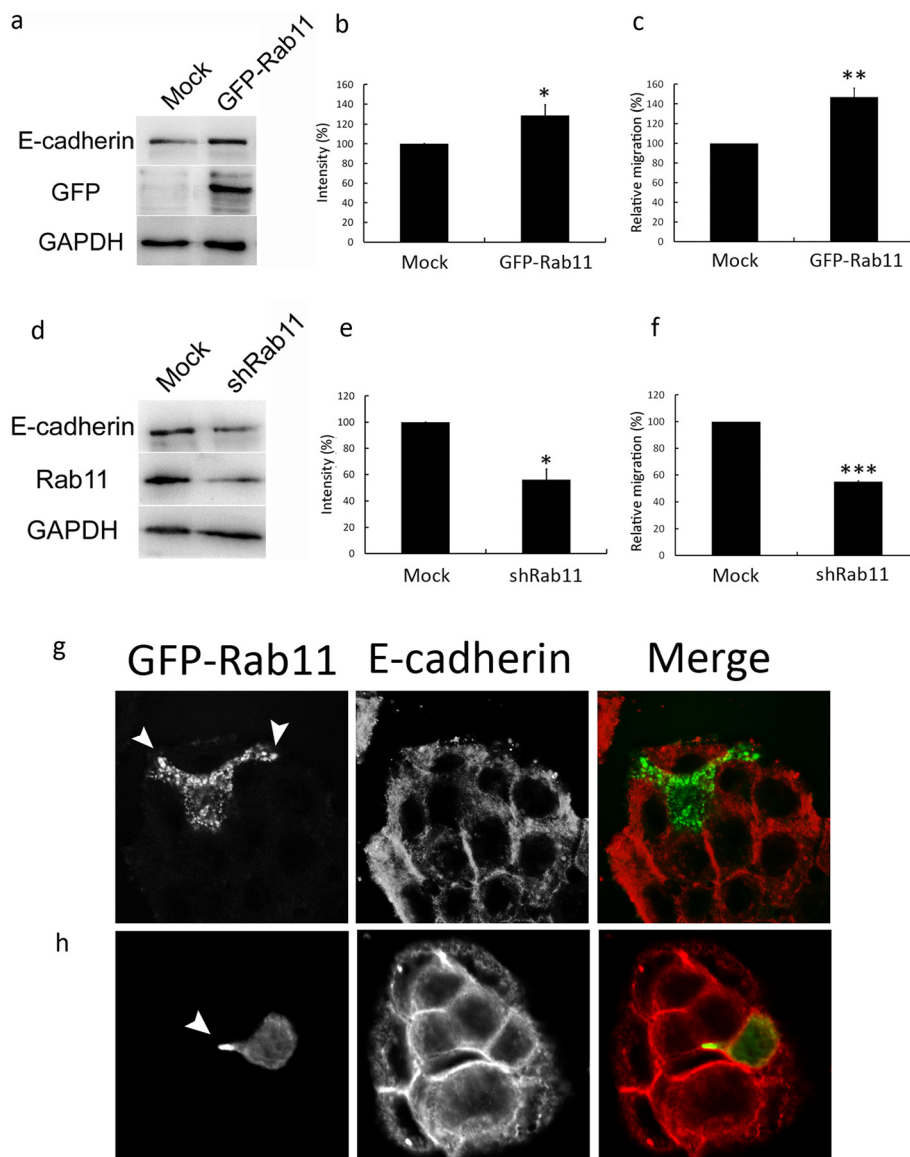 a
Mock
GFP-Rab11
E-cadherin
GFP
GAPDH
b
Intensity (%)
160
140
120
100
80
60
40
20
0
*
Mock
GFP-Rab11
c
Relative migration (%)
160
140
120
100
80
60
40
20
0
**
Mock
GFP-Rab11
d
Mock
shRab11
E-cadherin
Rab11
GAPDH
e
Intensity (%)
120
100
80
60
40
20
0
*
Mock
shRab11
f
Relative migration (%)
120
100
80
60
40
20
0
***
Mock
shRab11
g
GFP-Rab11
E-cadherin
Merge
h